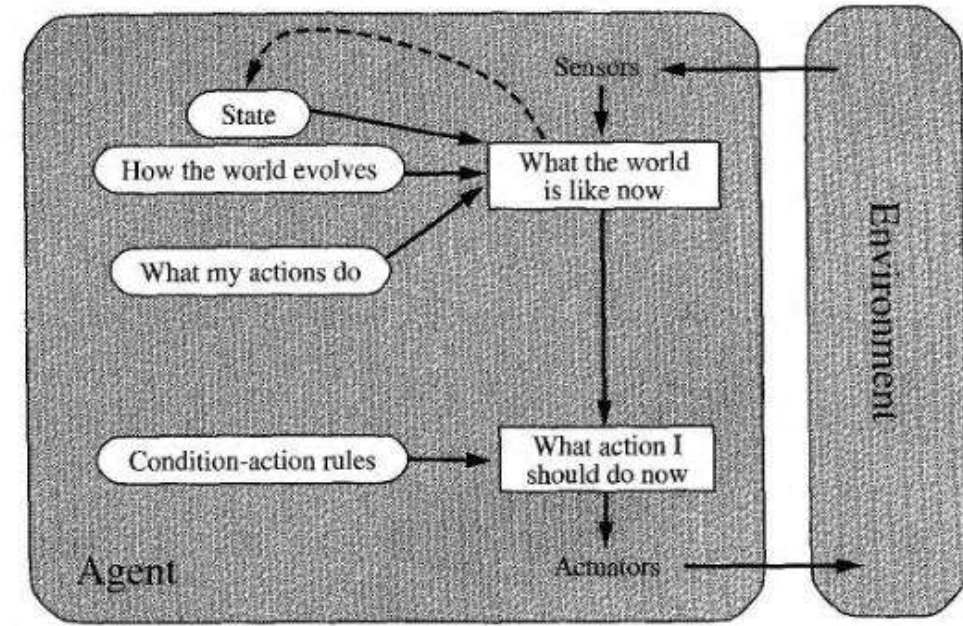 Sensors
State
How the world evolves
What the world
is like now
What my actions do
Environment
Condition-action rules
What action I
should do now
Agent
Actuators